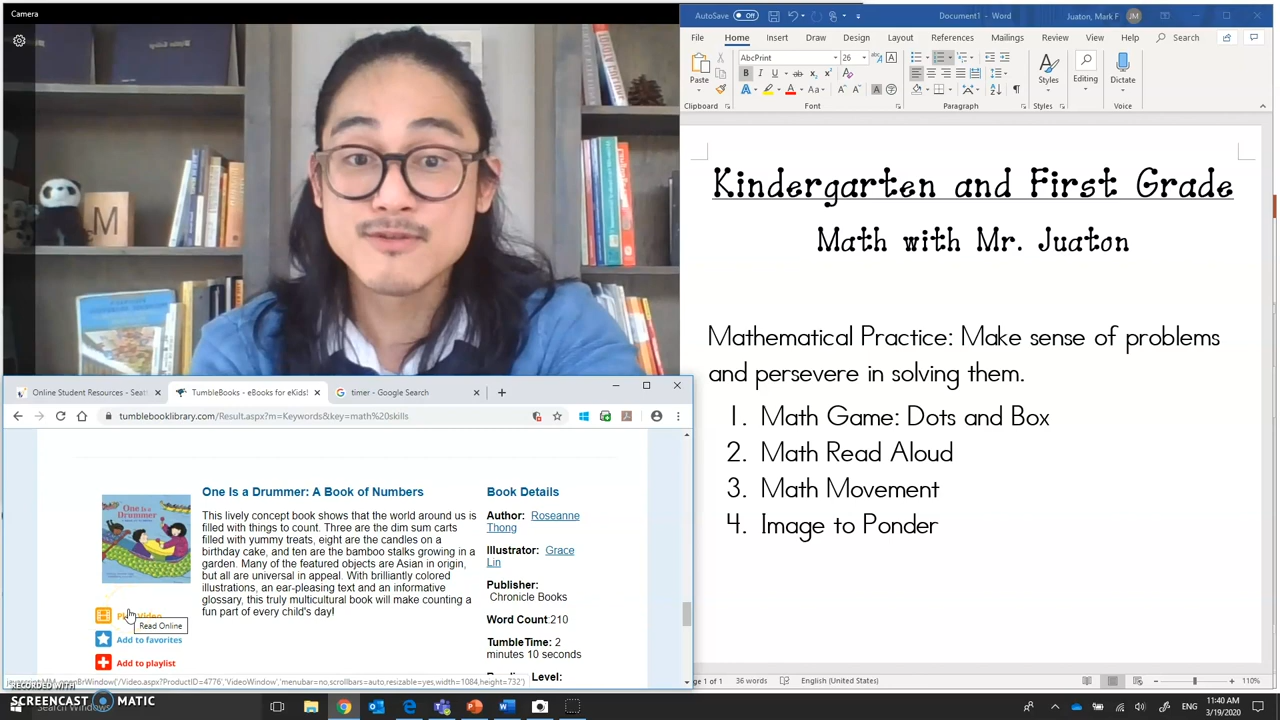 Camera
AutoSave Off
Document1 - Word
Juaton, Mark F
JM
File Home Insert Draw Design Layout References Mailings Review View Help Search
AbcPrint 26
Paste
Styles
Editing
Dictate
Clipboard Font Paragraph Styles Voice
Kindergarten and First Grade
Math with Mr. Juaton
Mathematical Practice: Make sense of problems
and persevere in solving them.
1. Math Game: Dots and Box
2. Math Read Aloud
3. Math Movement
4. Image to Ponder
M
Online Student Resources - Seatt
TumbleBooks - eBooks for eKids!
timer - Google Search
tumblebooklibrary.com/Result.aspx?m=Keywords&key=math%20skills
One Is a Drummer: A Book of Numbers
This lively concept book shows that the world around us is
filled with things to count. Three are the dim sum carts
filled with yummy treats, eight are the candles on a
birthday cake, and ten are the bamboo stalks growing in a
garden. Many of the featured objects are Asian in origin,
but all are universal in appeal. With brilliantly colored
illustrations, an ear-pleasing text and an informative
glossary, this truly multicultural book will make counting a
fun part of every child's day!
Book Details
Author: Roseanne
Thong
Illustrator: Grace
Lin
Publisher:
Chronicle Books
Word Count:210
TumbleTime: 2
minutes 10 seconds
One Is a
Drummer
Video
Read Online
Add to favorites
Add to playlist
RECORDED WITH
SCREENCAST MATIC
1 of 1 36 words English (United States) 110%
ENG
11:40 AM
3/19/2020